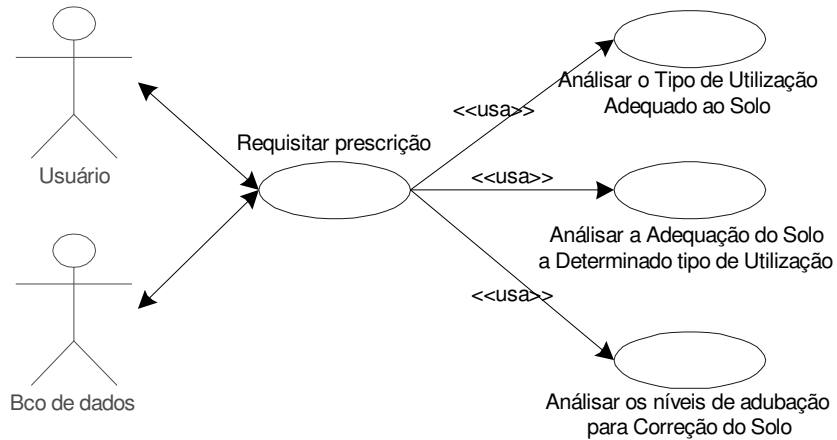 Análisar o Tipo de Utilização
Adequado ao Solo
<<usa>>
Requisitar prescrição
Usuário
<<usa>>
Análisar a Adequação do Solo
a Determinado tipo de Utilização
<<usa>>
Bco de dados
Análisar os níveis de adubação
para Correção do Solo